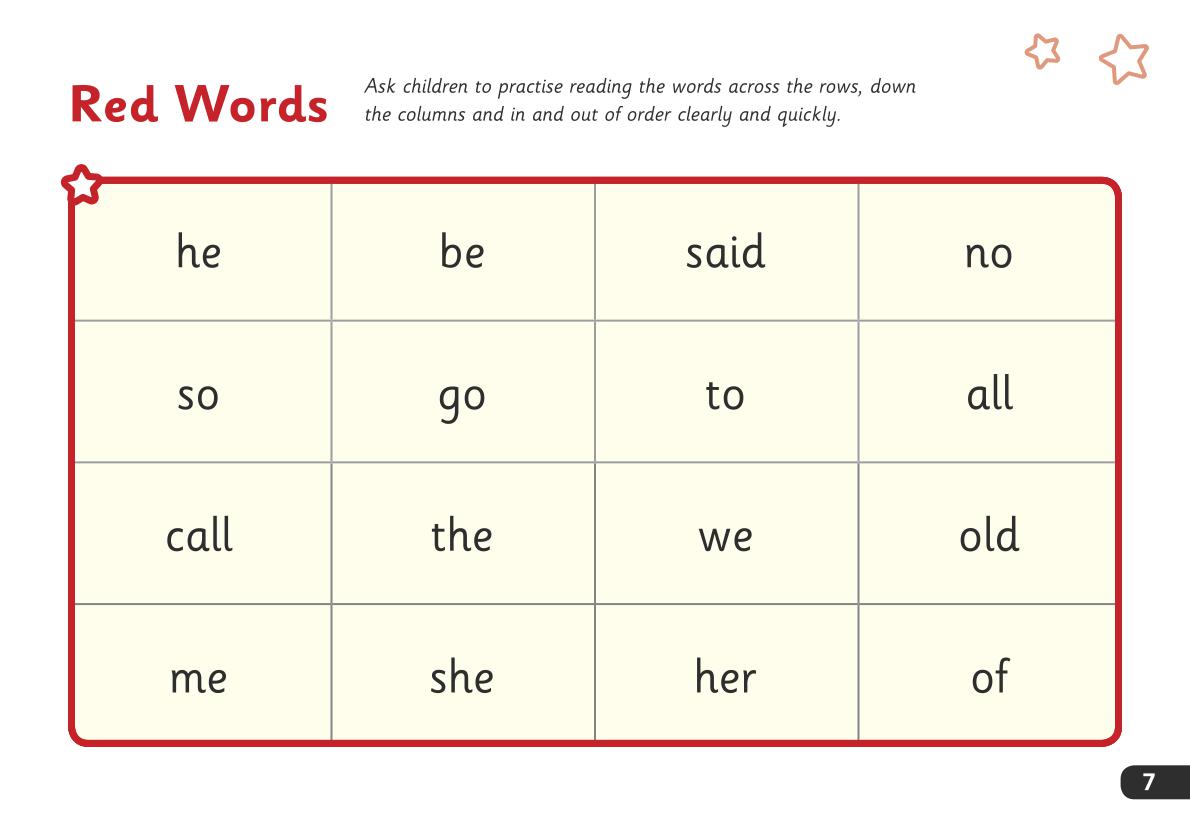 Red Words
Ask children to practise reading the words across the rows, down
the columns and in and out of order clearly and quickly.
he be said no
so go to all
call the we old
me she her of
7